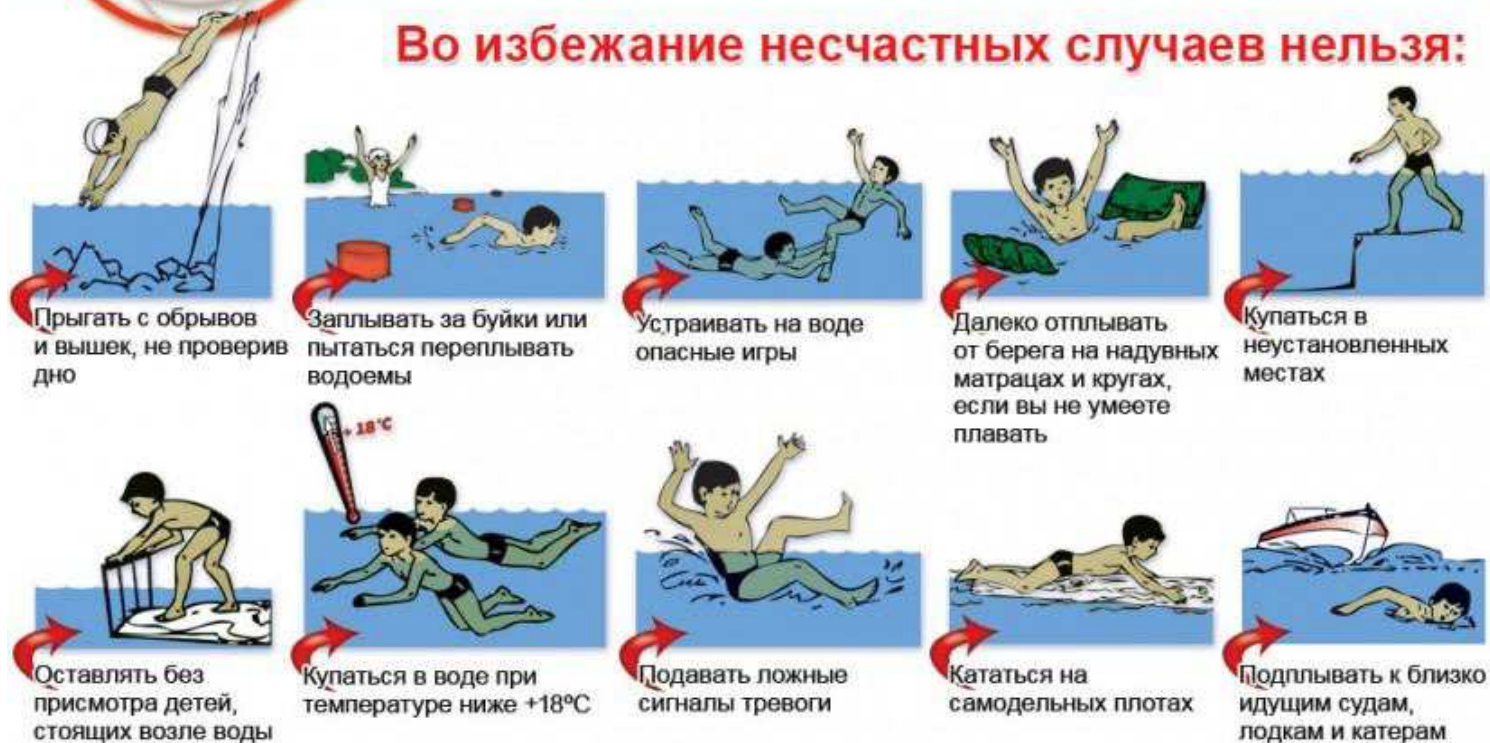 Во избежание несчастных случаев нельзя:
Прыгать с обрывов
и вышек, не проверив
дно
Заплывать за буйки или
пытаться переплывать
водоемы
Устраивать на воде
опасные игры
Далеко отплывать
от берега на надувных
матрацах и кругах,
если вы не умеете
плавать
Купаться в
неустановленных
местах
+18°C
Оставлять без
присмотра детей,
стоящих возле воды
Купаться в воде при
температуре ниже +18ºС
Подавать ложные
сигналы тревоги
Кататься на
самодельных плотах
Подплывать к близко
идущим судам,
лодкам и катерам